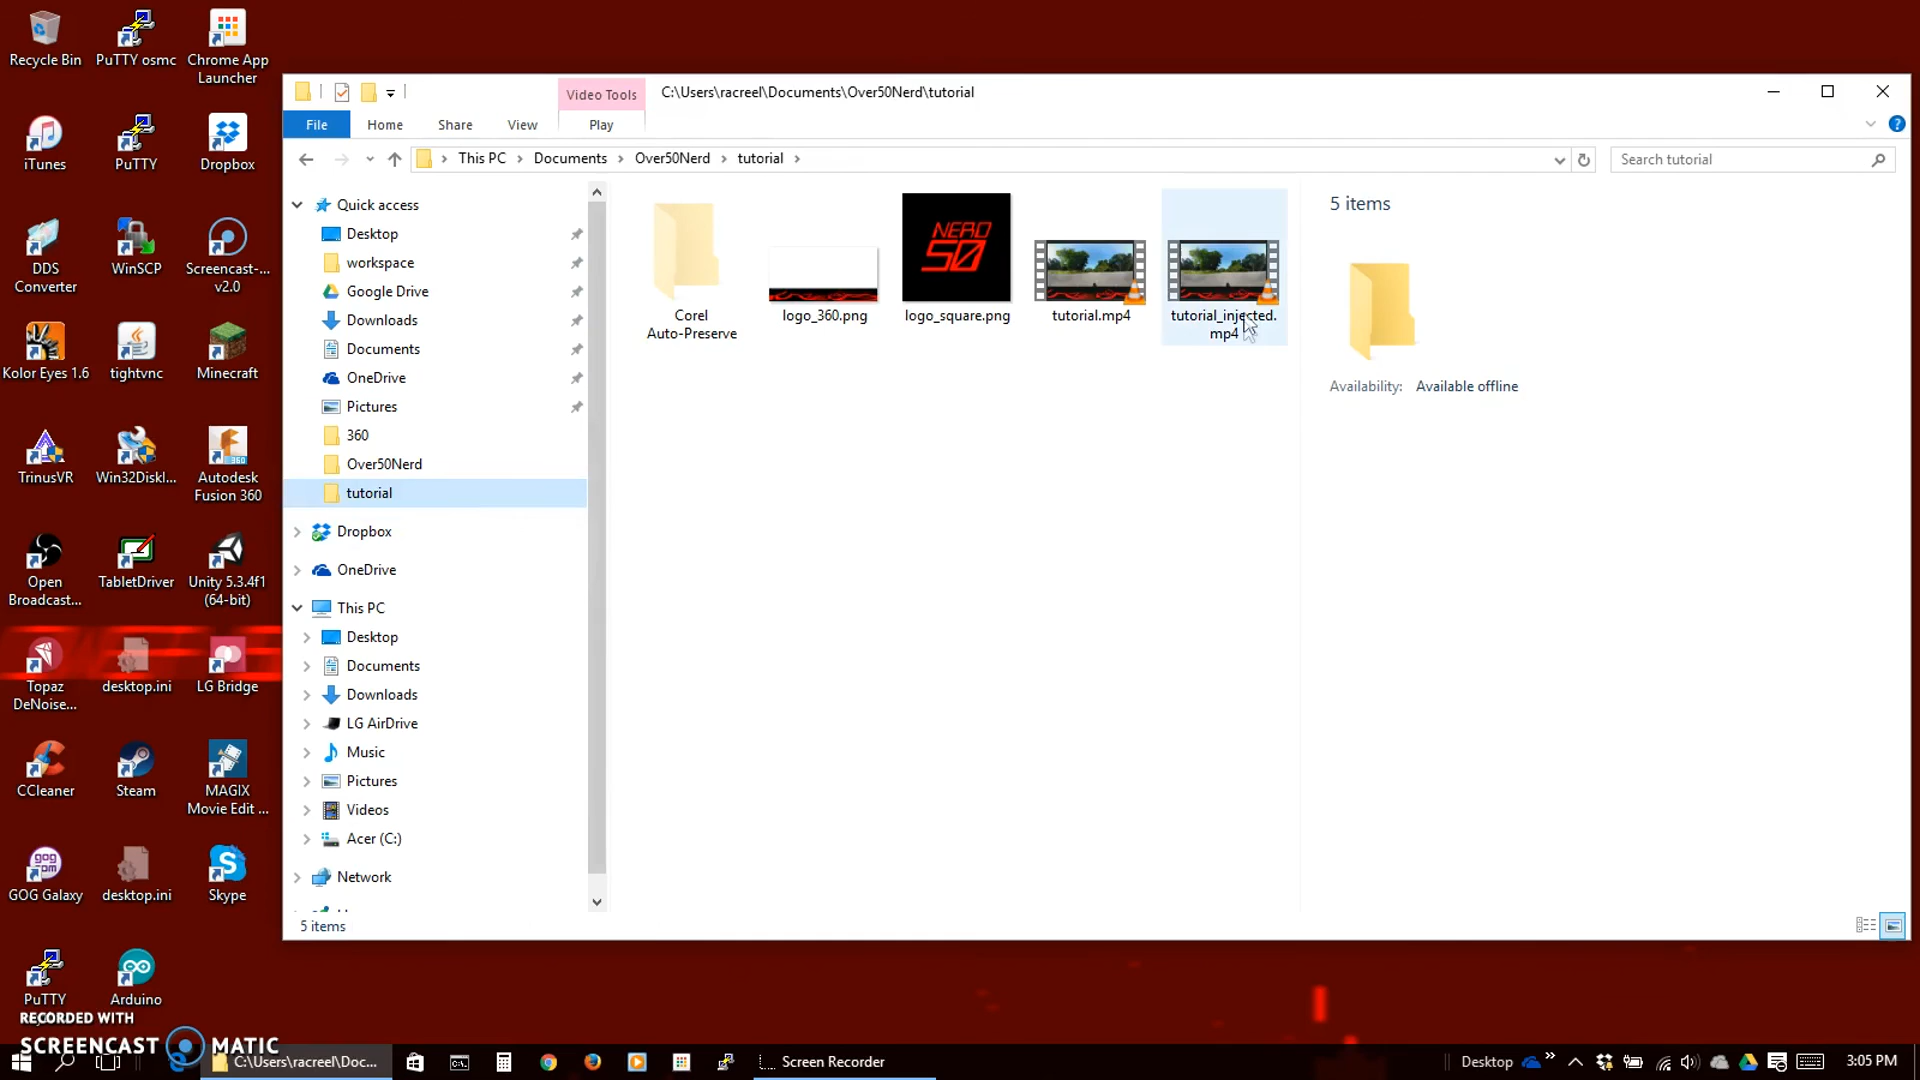 Recycle Bin
PuTTY osmc
Chrome App
Launcher
iTunes
PuTTY
Dropbox
DDS
Converter
WinSCP
Screencast-...
v2.0
Kolor Eyes 1.6
tightvnc
Minecraft
TrinusVR
Win32DiskI...
Autodesk
Fusion 360
Open
Broadcast...
TabletDriver
Unity 5.3.4f1
(64-bit)
Topaz
DeNoise...
desktop.ini
LG Bridge
CCleaner
Steam
MAGIX
Movie Edit ...
GOG Galaxy
desktop.ini
Skype
PuTTY
Arduino
Video Tools
C:\Users\racreel\Documents\Over50Nerd\tutorial
File
Home
Share
View
Play
This PC
Documents
Over50Nerd
tutorial
Search tutorial
Quick access
Desktop
workspace
Google Drive
Downloads
Documents
OneDrive
Pictures
360
Over50Nerd
tutorial
Dropbox
OneDrive
This PC
Desktop
Documents
Downloads
LG AirDrive
Music
Pictures
Videos
Acer (C:)
Network
NERD
50
Corel
Auto-Preserve
logo_360.png
logo_square.png
tutorial.mp4
tutorial_injected.
mp4
5 items
Availability: Available offline
5 items
RECORDED WITH
SCREENCAST MATIC
C:\Users\racreel\Doc...
Screen Recorder
Desktop
3:05 PM